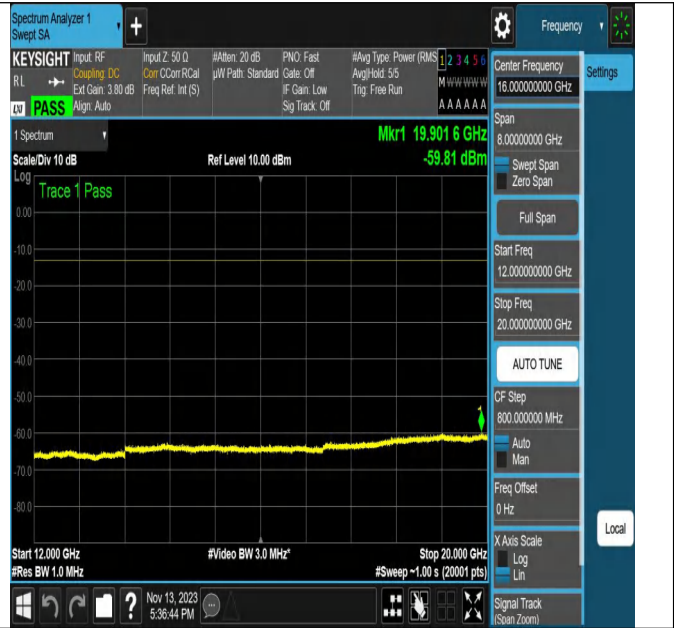 Spectrum Analyzer 1
Swept SA
Frequency
KEYSIGHT
RL
LXI
PASS
Input: RF
Coupling: DC
Ext Gain: 3.80 dB
Align: Auto
Input Z: 50 Ω
Corr CCorr RCal
Freq Ref: Int (S)
#Atten: 20 dB
µW Path: Standard
PNO: Fast
Gate: Off
IF Gain: Low
Sig Track: Off
#Avg Type: Power (RMS
Avg|Hold: 5/5
Trig: Free Run
1 2 3 4 5 6
M W W W W W
A A A A A A
1 Spectrum
Scale/Div 10 dB
Ref Level 10.00 dBm
Mkr1 19.901 6 GHz
-59.81 dBm
Log
Trace 1 Pass
0.00
-10.0
-20.0
-30.0
-40.0
-50.0
-60.0
-70.0
-80.0
1
Start 12.000 GHz
#Video BW 3.0 MHz*
Stop 20.000 GHz
#Res BW 1.0 MHz
#Sweep ~1.00 s (20001 pts)
Nov 13, 2023
5:36:44 PM
?
Center Frequency
16.000000000 GHz
Settings
Span
8.00000000 GHz
Swept Span
Zero Span
Full Span
Start Freq
12.000000000 GHz
Stop Freq
20.000000000 GHz
AUTO TUNE
CF Step
800.000000 MHz
Auto
Man
Freq Offset
0 Hz
X Axis Scale
Log
Lin
Local
Signal Track
(Span Zoom)